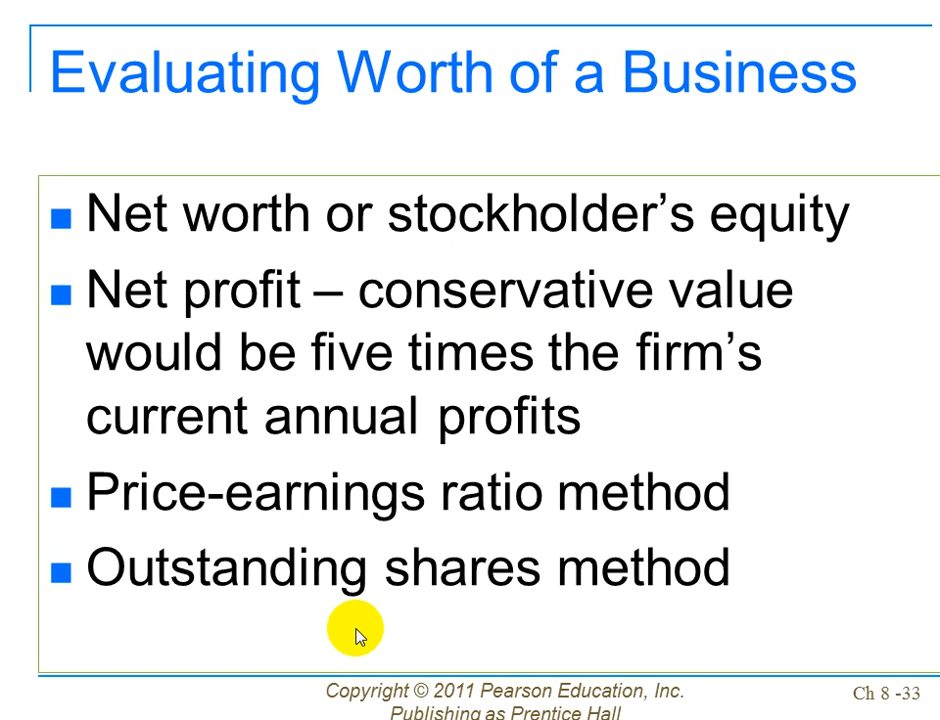 Evaluating Worth of a Business
Net worth or stockholder’s equity
Net profit – conservative value
would be five times the firm’s
current annual profits
Price-earnings ratio method
Outstanding shares method
Copyright © 2011 Pearson Education, Inc.
Publishing as Prentice Hall
Ch 8 -33